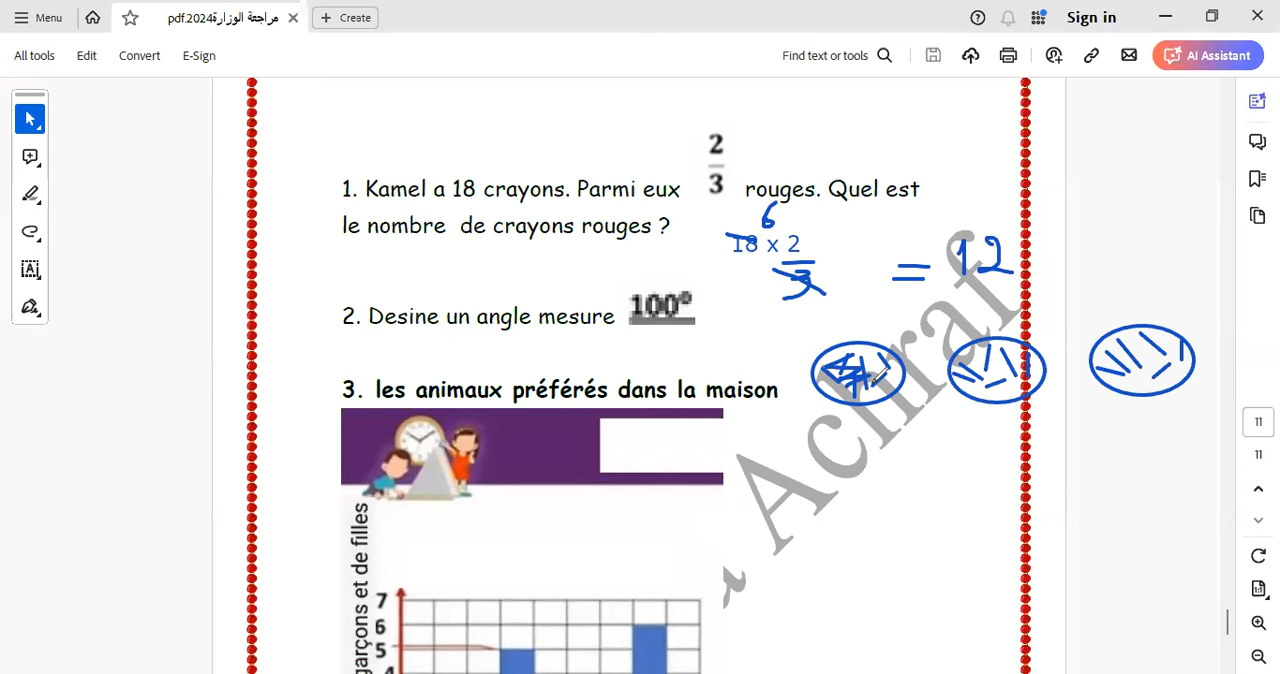 Menu
مراجعة الوزارة2024.pdf
Create
Sign in
All tools
Edit
Convert
E-Sign
Find text or tools
AI Assistant
1. Kamel a 18 crayons. Parmi eux 2/3 rouges. Quel est
le nombre de crayons rouges ?
6
18 x 2
3
= 12
2. Desine un angle mesure 100°
3. les animaux préférés dans la maison
Achraf
garçons et de filles
7
6
5
4
11
11